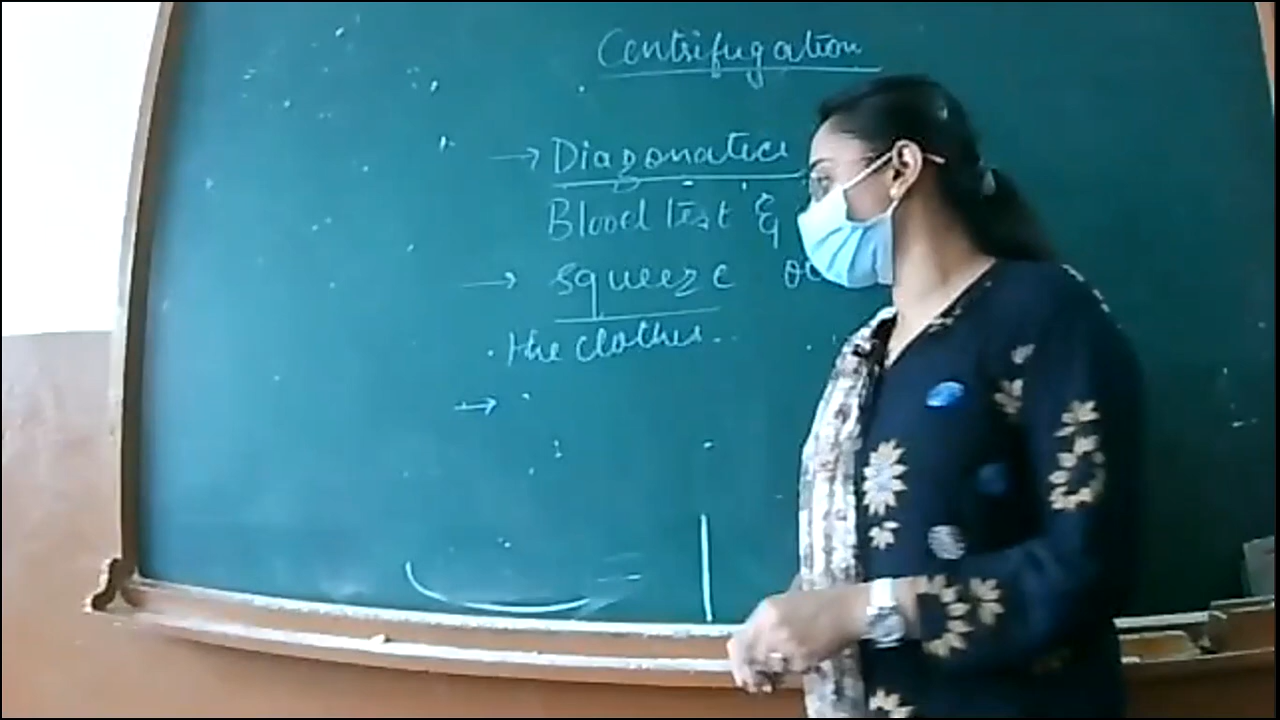 Centrifugation
→ Diagonatics
Blood test &
→ squeeze
the clothes..
→